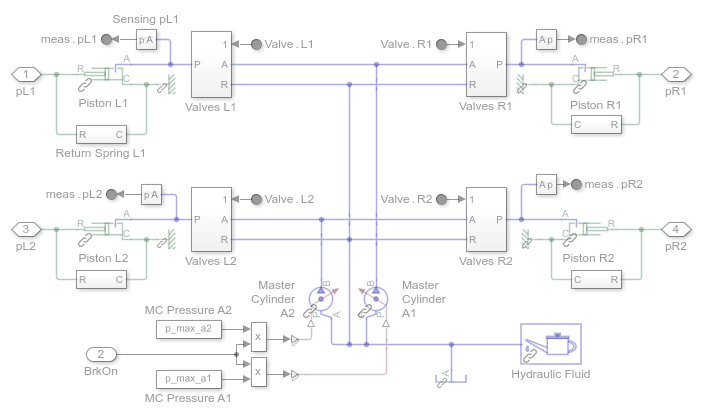 Sensing pL1
meas.pL1
pA
1
Valve.L1
Valve.R1
1
Ap
meas.pR1
P
A
R
A
R
P
A
R
C
A
R
C
1
pL1
2
pR1
Piston L1
Valves L1
Valves R1
Piston R1
R
C
C
R
Return Spring L1
meas.pL2
pA
1
Valve.L2
Valve.R2
1
Ap
meas.pR2
P
A
R
A
R
P
A
R
C
A
R
C
3
pL2
4
pR2
Piston L2
Valves L2
Valves R2
Piston R2
R
C
C
R
Master
Cylinder
A2
B
P
A
Master
Cylinder
A1
B
A
P
MC Pressure A2
p_max_a2
x
2
BrkOn
p_max_a1
x
MC Pressure A1
A
Hydraulic Fluid